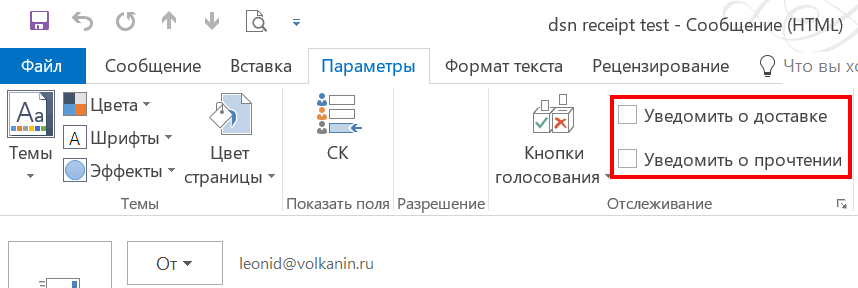 dsn receipt test - Сообщение (HTML)
Файл
Сообщение
Вставка
Параметры
Формат текста
Рецензирование
Что вы
Aa
Темы
Цвета
A
Шрифты
Эффекты
Цвет
страницы
СК
Кнопки
голосования
Уведомить о доставке
Уведомить о прочтении
Темы
Показать поля
Разрешение
Отслеживание
От
leonid@volkanin.ru